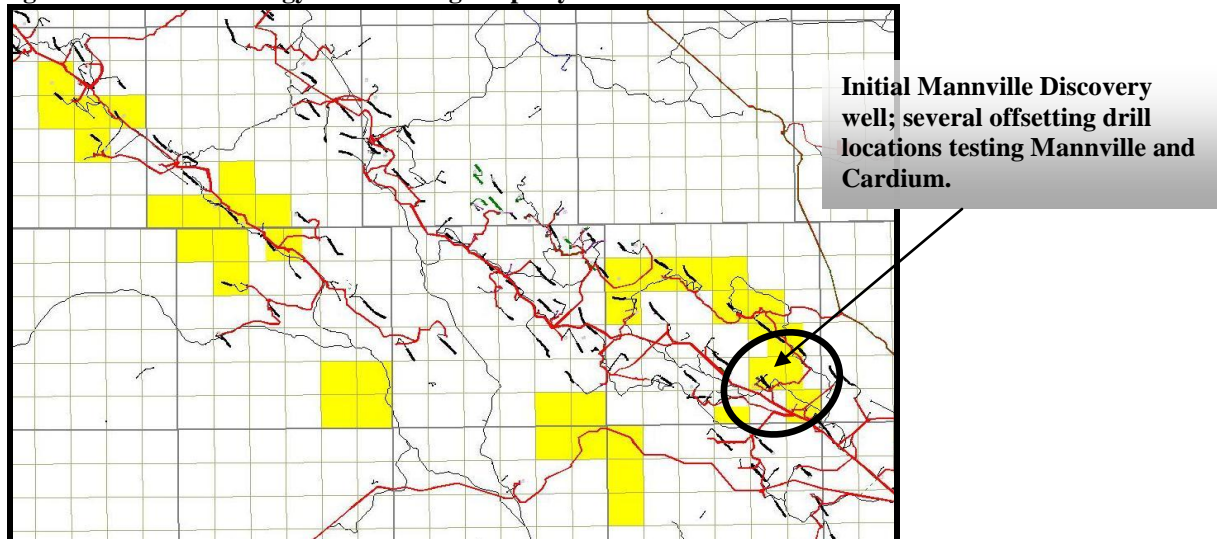 Initial Mannville Discovery
well; several offsetting drill
locations testing Mannville and
Cardium.